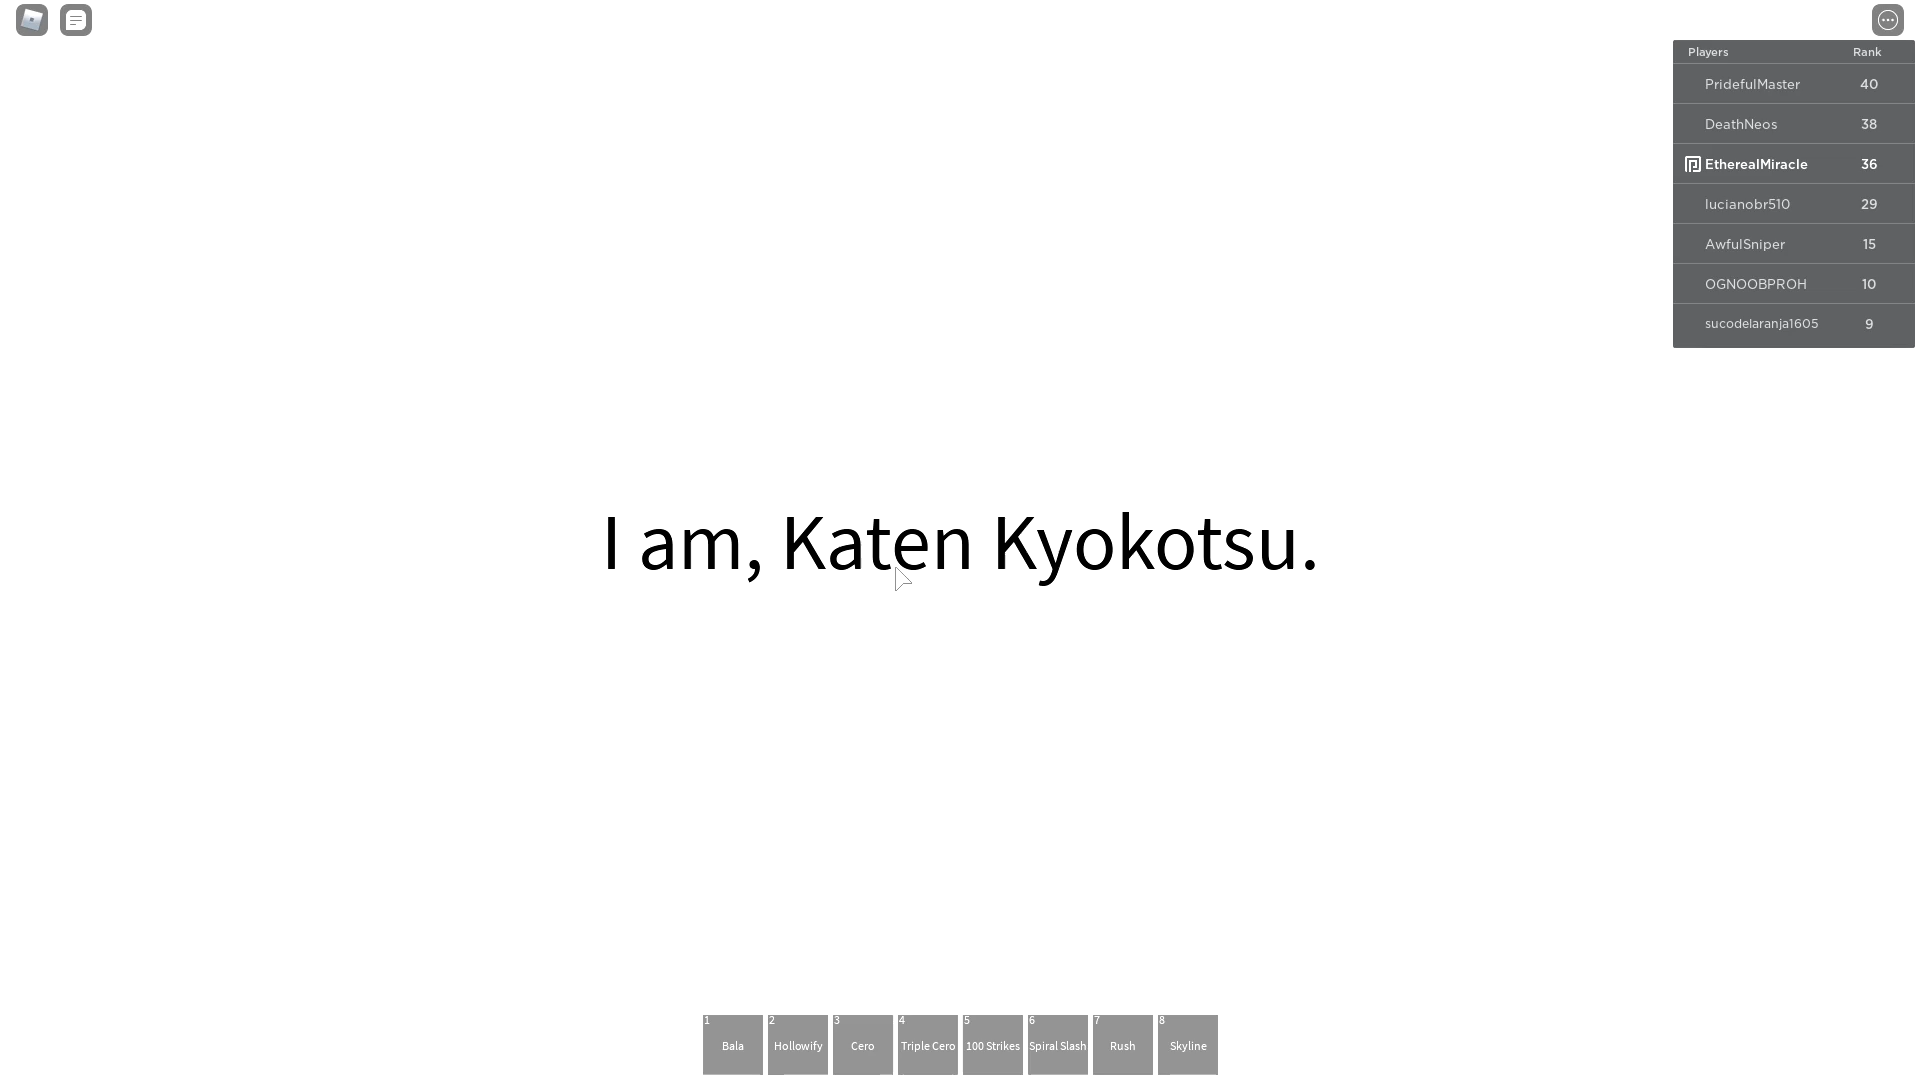 Players Rank
PridefulMaster 40
DeathNeos 38
EtherealMiracle 36
lucianobr510 29
AwfulSniper 15
OGNOOBPROH 10
sucodelaranja1605 9
I am, Katen Kyokotsu.
1 2 3 4 5 6 7 8
Bala Hollowify Cero Triple Cero 100 Strikes Spiral Slash Rush Skyline